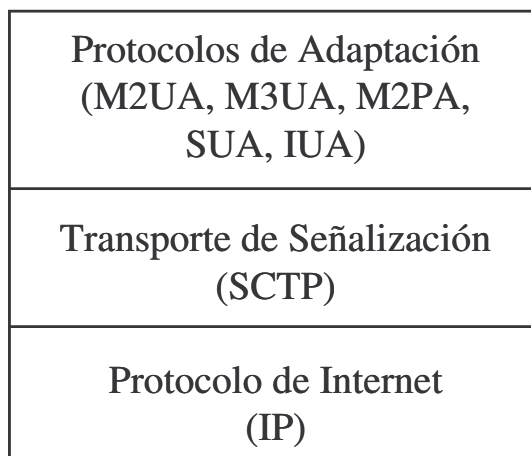 Protocolos de Adaptación
(M2UA, M3UA, M2PA,
SUA, IUA)
Transporte de Señalización
(SCTP)
Protocolo de Internet
(IP)